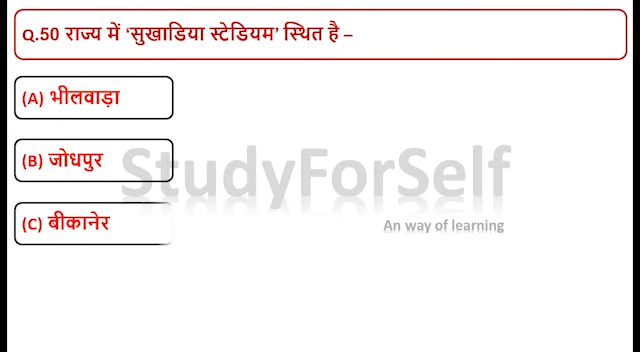 Q.50 राज्य में ‘सुखाडिया स्टेडियम’ स्थित है –
(A) भीलवाड़ा
(B) जोधपुर
StudyForSelf
(C) बीकानेर
An way of learning